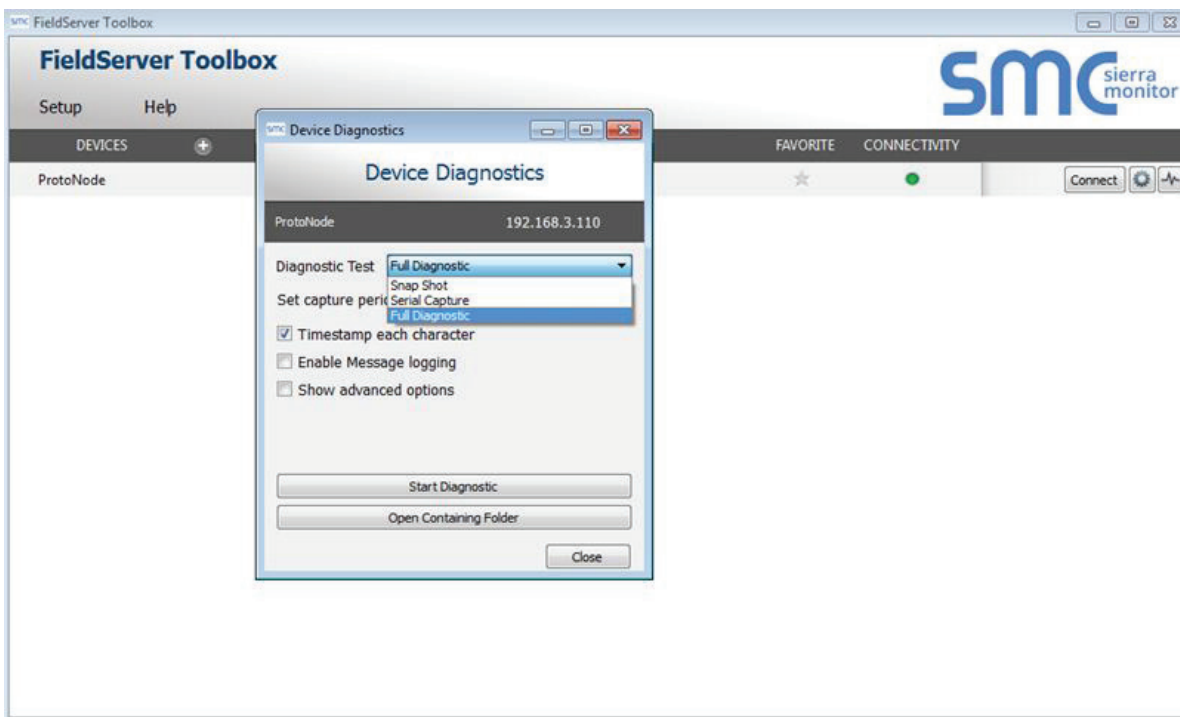 smc FieldServer Toolbox
FieldServer Toolbox
smc sierra monitor
Setup Help
DEVICES FAVORITE CONNECTIVITY
ProtoNode Connect
smc Device Diagnostics
Device Diagnostics
ProtoNode 192.168.3.110
Diagnostic Test Full Diagnostic
Snap Shot
Set capture Serial Capture
Full Diagnostic
Timestamp each character
Enable Message logging
Show advanced options
Start Diagnostic
Open Containing Folder
Close